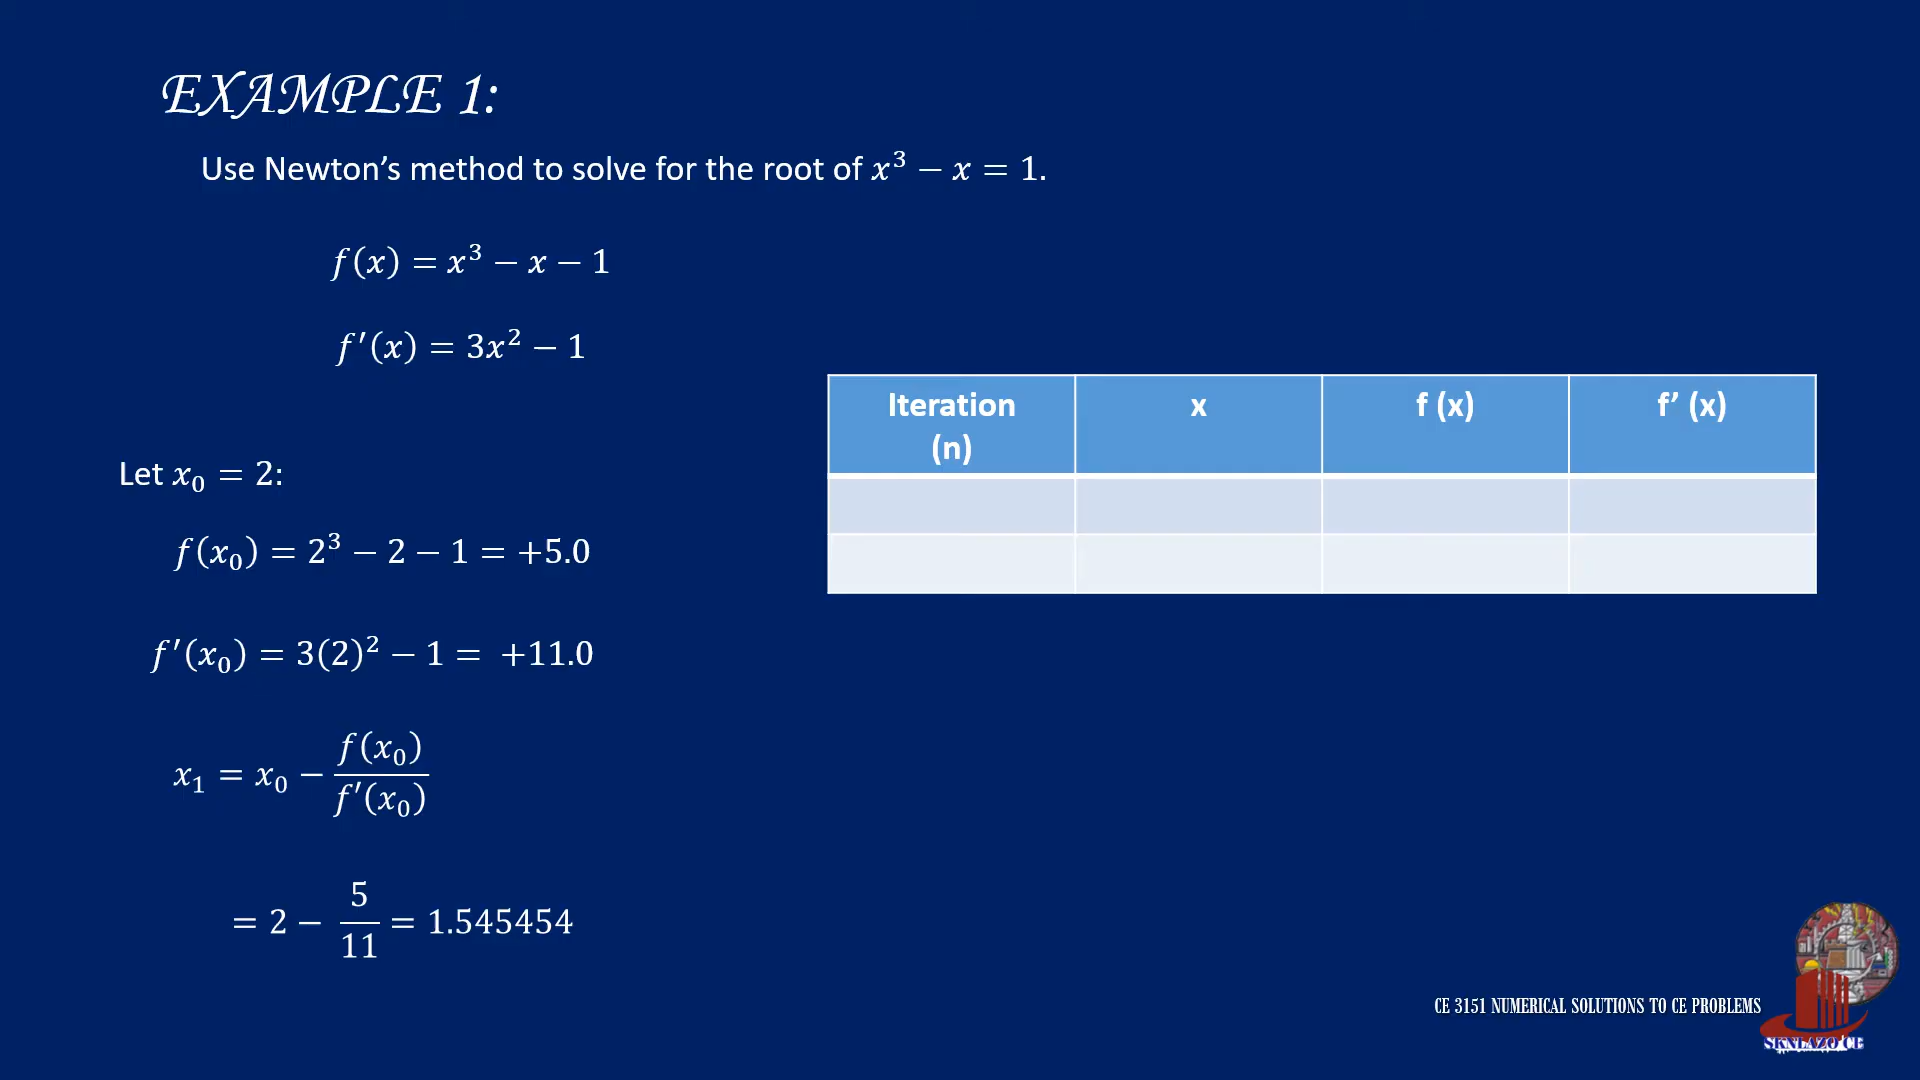 EXAMPLE 1:
Use Newton’s method to solve for the root of x³ − x = 1.
f(x) = x³ − x − 1
f′(x) = 3x² − 1
Iteration (n) x f (x) f’ (x)
Let x₀ = 2:
f(x₀) = 2³ − 2 − 1 = +5.0
f′(x₀) = 3(2)² − 1 = +11.0
x₁ = x₀ − f(x₀)/f′(x₀)
= 2 − 5/11 = 1.545454
CE 3151 NUMERICAL SOLUTIONS TO CE PROBLEMS
SKNLAZO CE